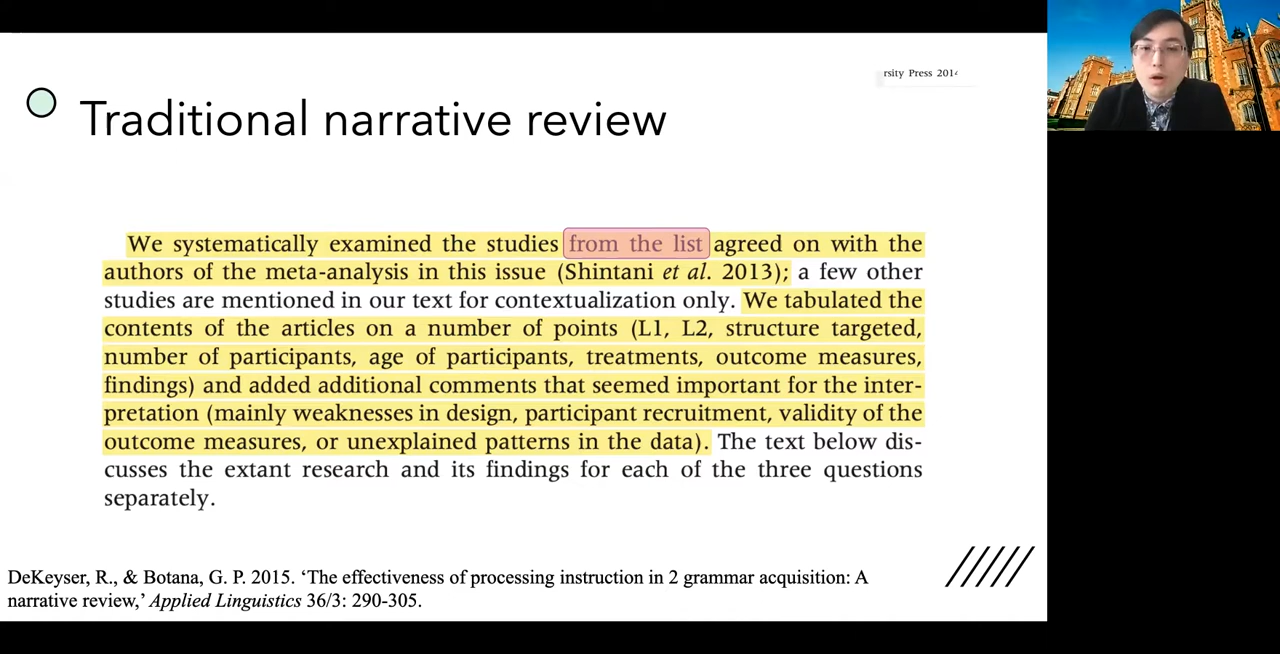 rsity Press 201
Traditional narrative review
We systematically examined the studies from the list agreed on with the
authors of the meta-analysis in this issue (Shintani et al. 2013); a few other
studies are mentioned in our text for contextualization only. We tabulated the
contents of the articles on a number of points (L1, L2, structure targeted,
number of participants, age of participants, treatments, outcome measures,
findings) and added additional comments that seemed important for the inter-
pretation (mainly weaknesses in design, participant recruitment, validity of the
outcome measures, or unexplained patterns in the data). The text below dis-
cusses the extant research and its findings for each of the three questions
separately.
DeKeyser, R., & Botana, G. P. 2015. ‘The effectiveness of processing instruction in 2 grammar acquisition: A
narrative review,’ Applied Linguistics 36/3: 290-305.